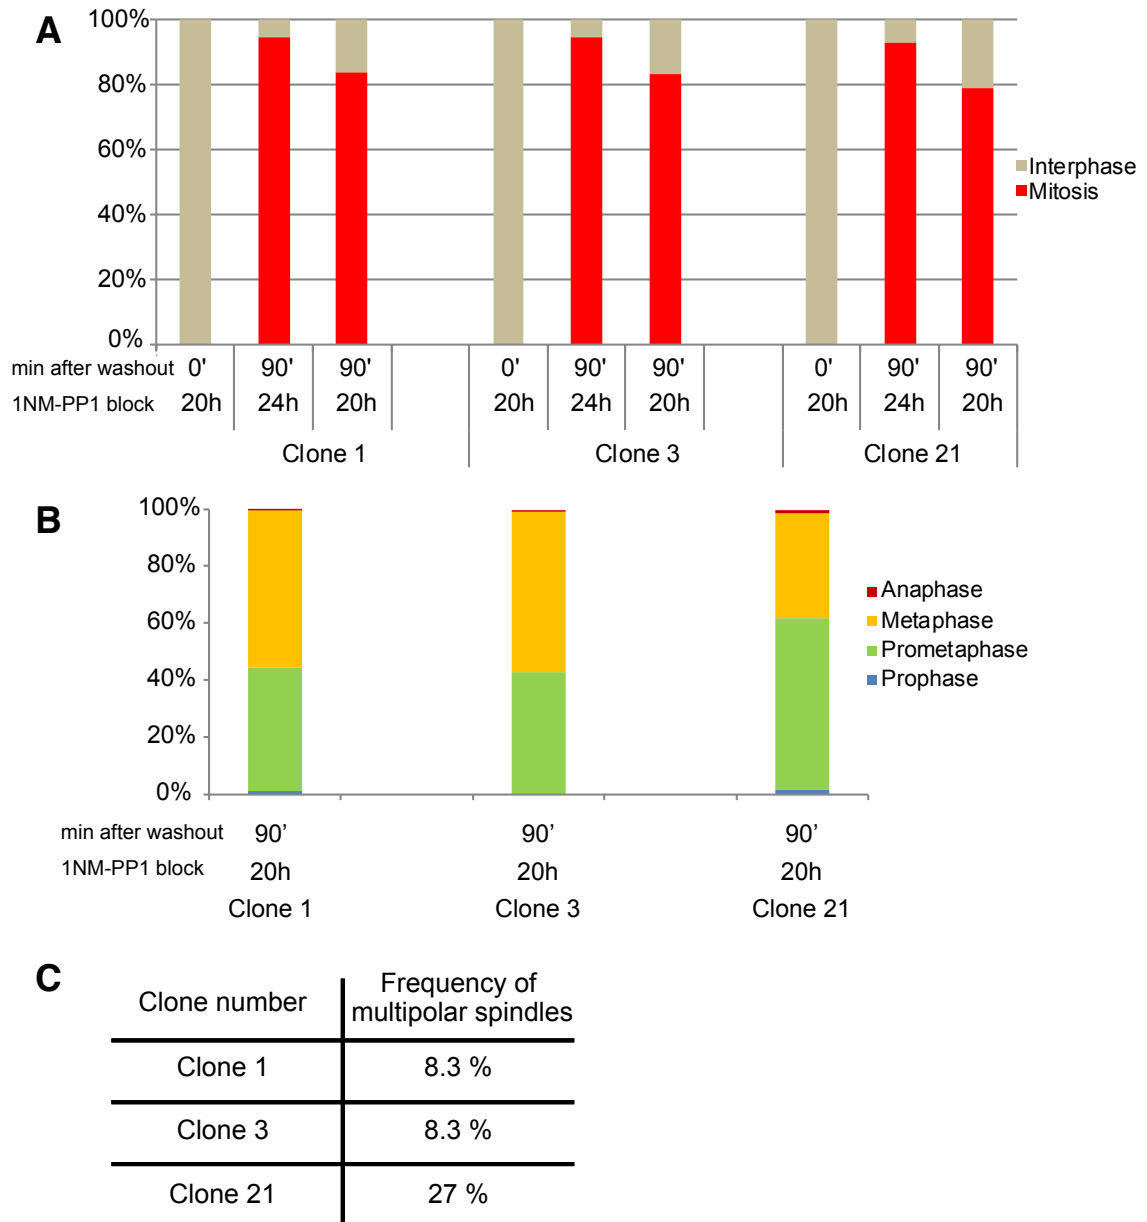 A
100%
80%
60%
40%
20%
0%
Interphase
Mitosis
min after washout 0' 90' 90' 0' 90' 90' 0' 90' 90'
1NM-PP1 block 20h 24h 20h 20h 24h 20h 20h 24h 20h
Clone 1 Clone 3 Clone 21
B
100%
80%
60%
40%
20%
0%
Anaphase
Metaphase
Prometaphase
Prophase
min after washout 90’ 90’ 90’
1NM-PP1 block 20h 20h 20h
Clone 1 Clone 3 Clone 21
C
Clone number
Frequency of
multipolar spindles
Clone 1 8.3 %
Clone 3 8.3 %
Clone 21 27 %